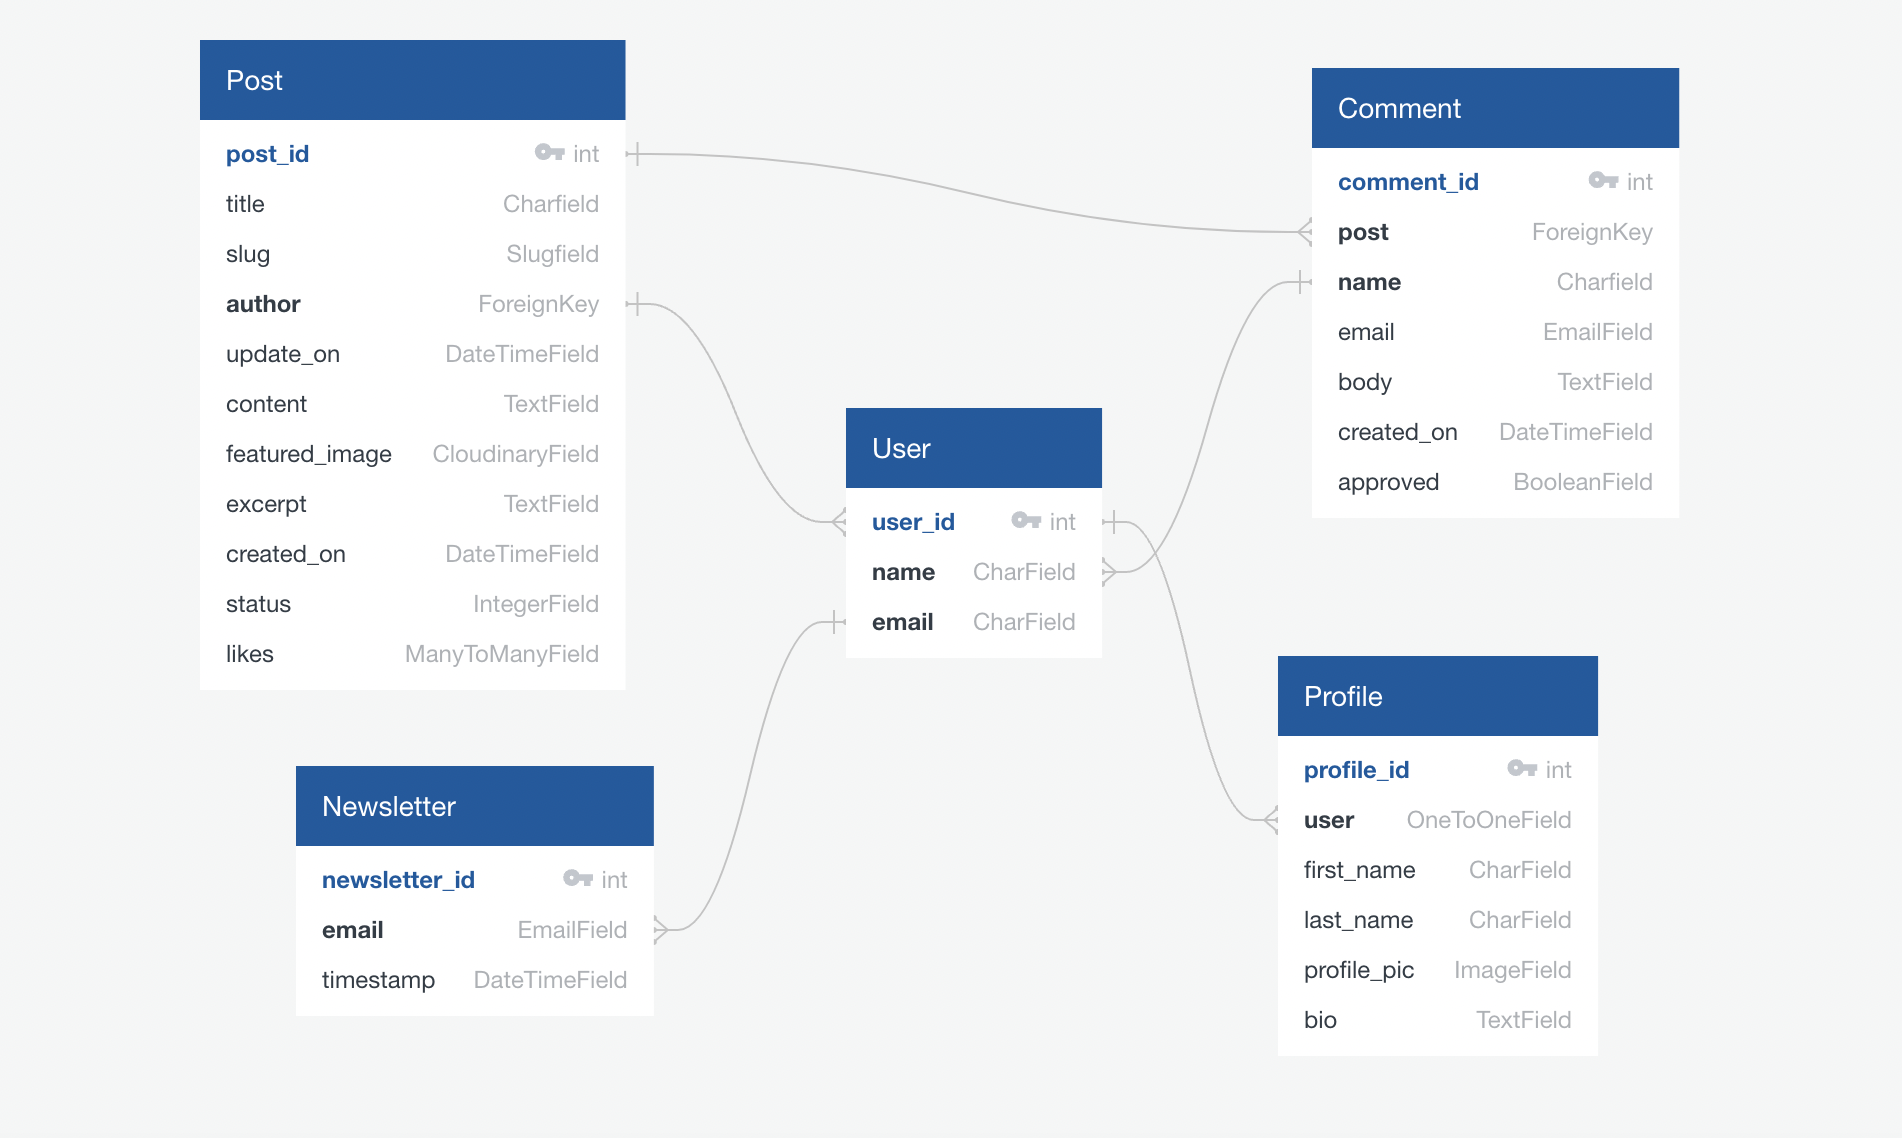 Post
post_id int
title Charfield
slug Slugfield
author ForeignKey
update_on DateTimeField
content TextField
featured_image CloudinaryField
excerpt TextField
created_on DateTimeField
status IntegerField
likes ManyToManyField
Comment
comment_id int
post ForeignKey
name Charfield
email EmailField
body TextField
created_on DateTimeField
approved BooleanField
User
user_id int
name CharField
email CharField
Newsletter
newsletter_id int
email EmailField
timestamp DateTimeField
Profile
profile_id int
user OneToOneField
first_name CharField
last_name CharField
profile_pic ImageField
bio TextField